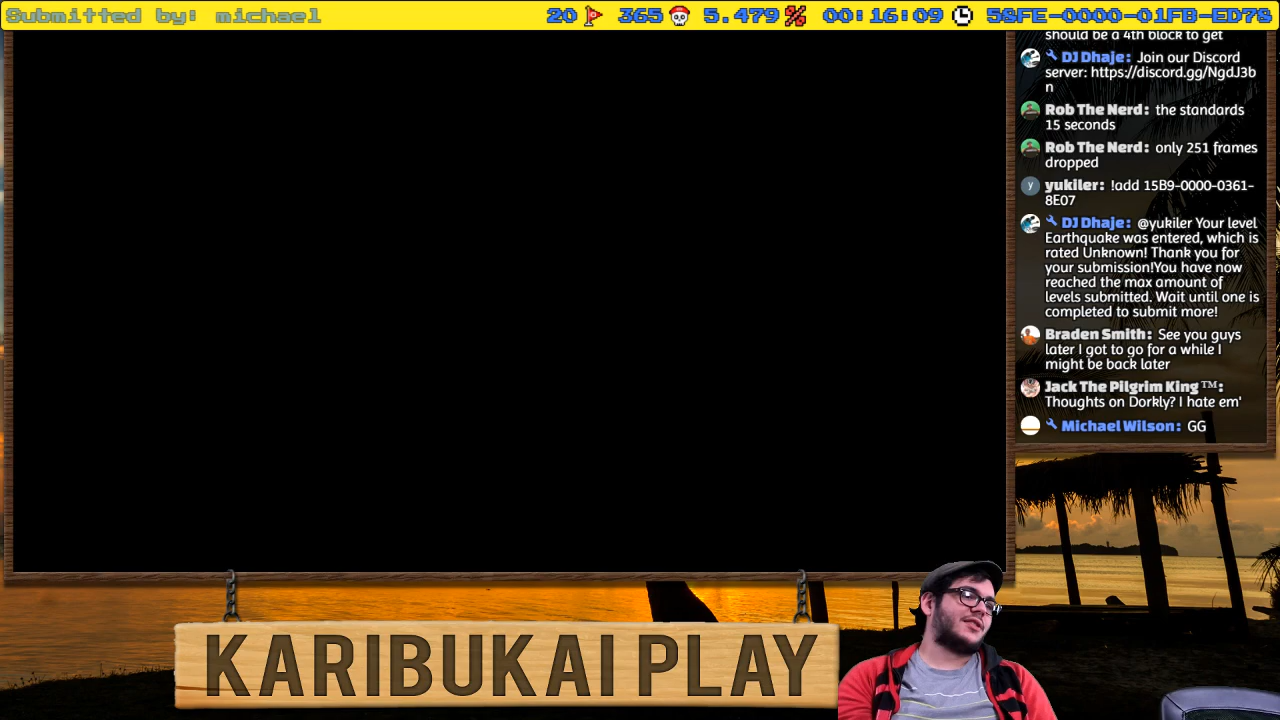 Submitted by: michael
20 365 5.479 00:16:09 58FE-0000-01FB-ED78
should be a 4th block to get
DJ Dhaje: Join our Discord
server: https://discord.gg/NgdJ3b
n
Rob The Nerd: the standards
15 seconds
Rob The Nerd: only 251 frames
dropped
y yukiler: !add 15B9-0000-0361-
8E07
DJ Dhaje: @yukiler Your level
Earthquake was entered, which is
rated Unknown! Thank you for
your submission!You have now
reached the max amount of
levels submitted. Wait until one is
completed to submit more!
Braden Smith: See you guys
later I got to go for a while I
might be back later
Jack The Pilgrim King™:
Thoughts on Dorkly? I hate em'
Michael Wilson: GG
KARIBUKAI PLAY